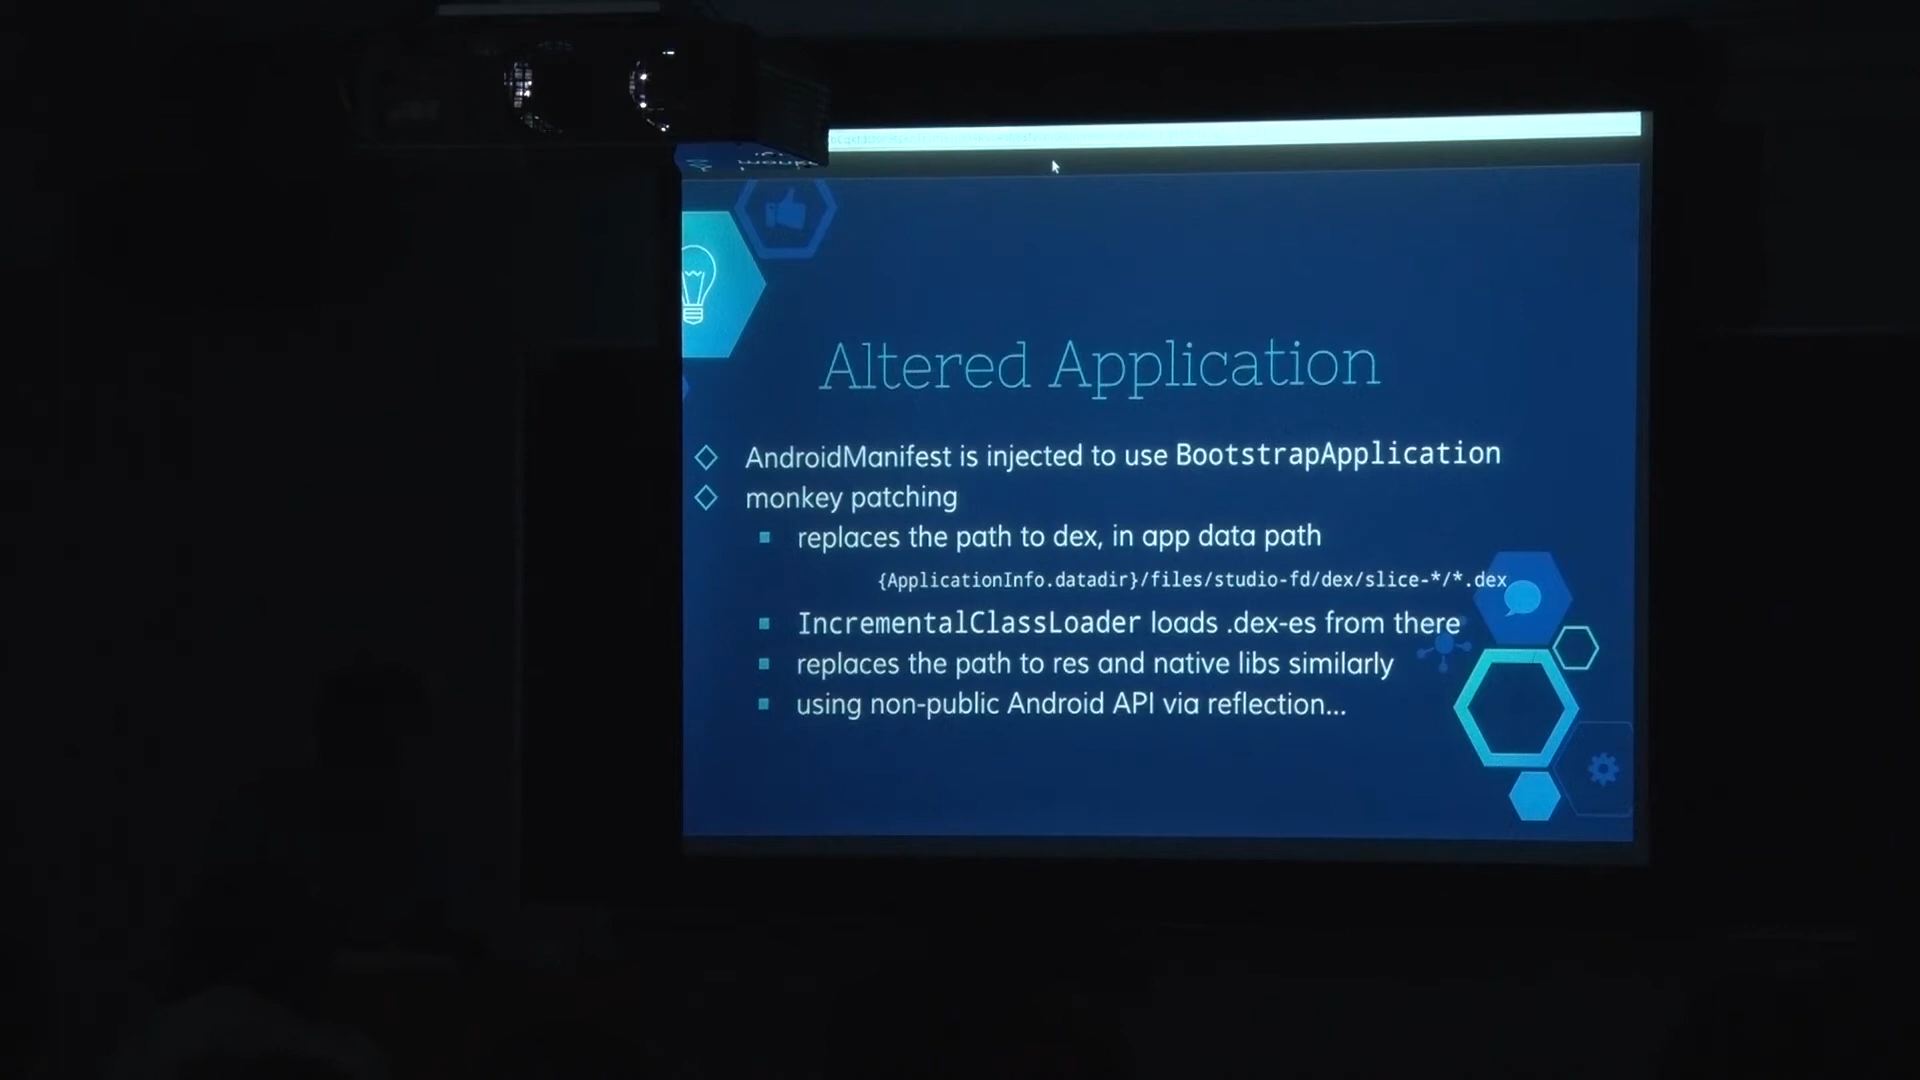 Altered Application
AndroidManifest is injected to use BootstrapApplication
monkey patching
replaces the path to dex, in app data path
{ApplicationInfo.datadir}/files/studio-fd/dex/slice-*/*.dex
IncrementalClassLoader loads .dex-es from there
replaces the path to res and native libs similarly
using non-public Android API via reflection...